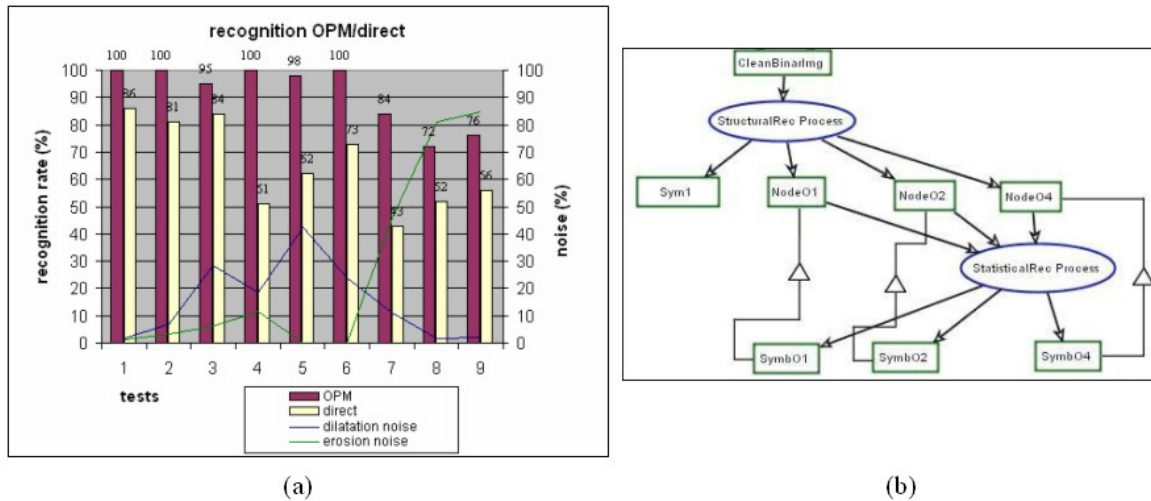 recognition OPM/direct
100 100 95 100 98 100 84 72 76
86 81 84 51 62 73 43 52 56
recognition rate (%)
100
90
80
70
60
50
40
30
20
10
0
noise (%)
100
90
80
70
60
50
40
30
20
10
0
1 2 3 4 5 6 7 8 9
tests
OPM
direct
dilatation noise
erosion noise
(a)
CleanBinarImg
StructuralRec Process
Sym1 NodeO1 NodeO2 NodeO4
StatisticalRec Process
SymbO1 SymbO2 SymbO4
(b)